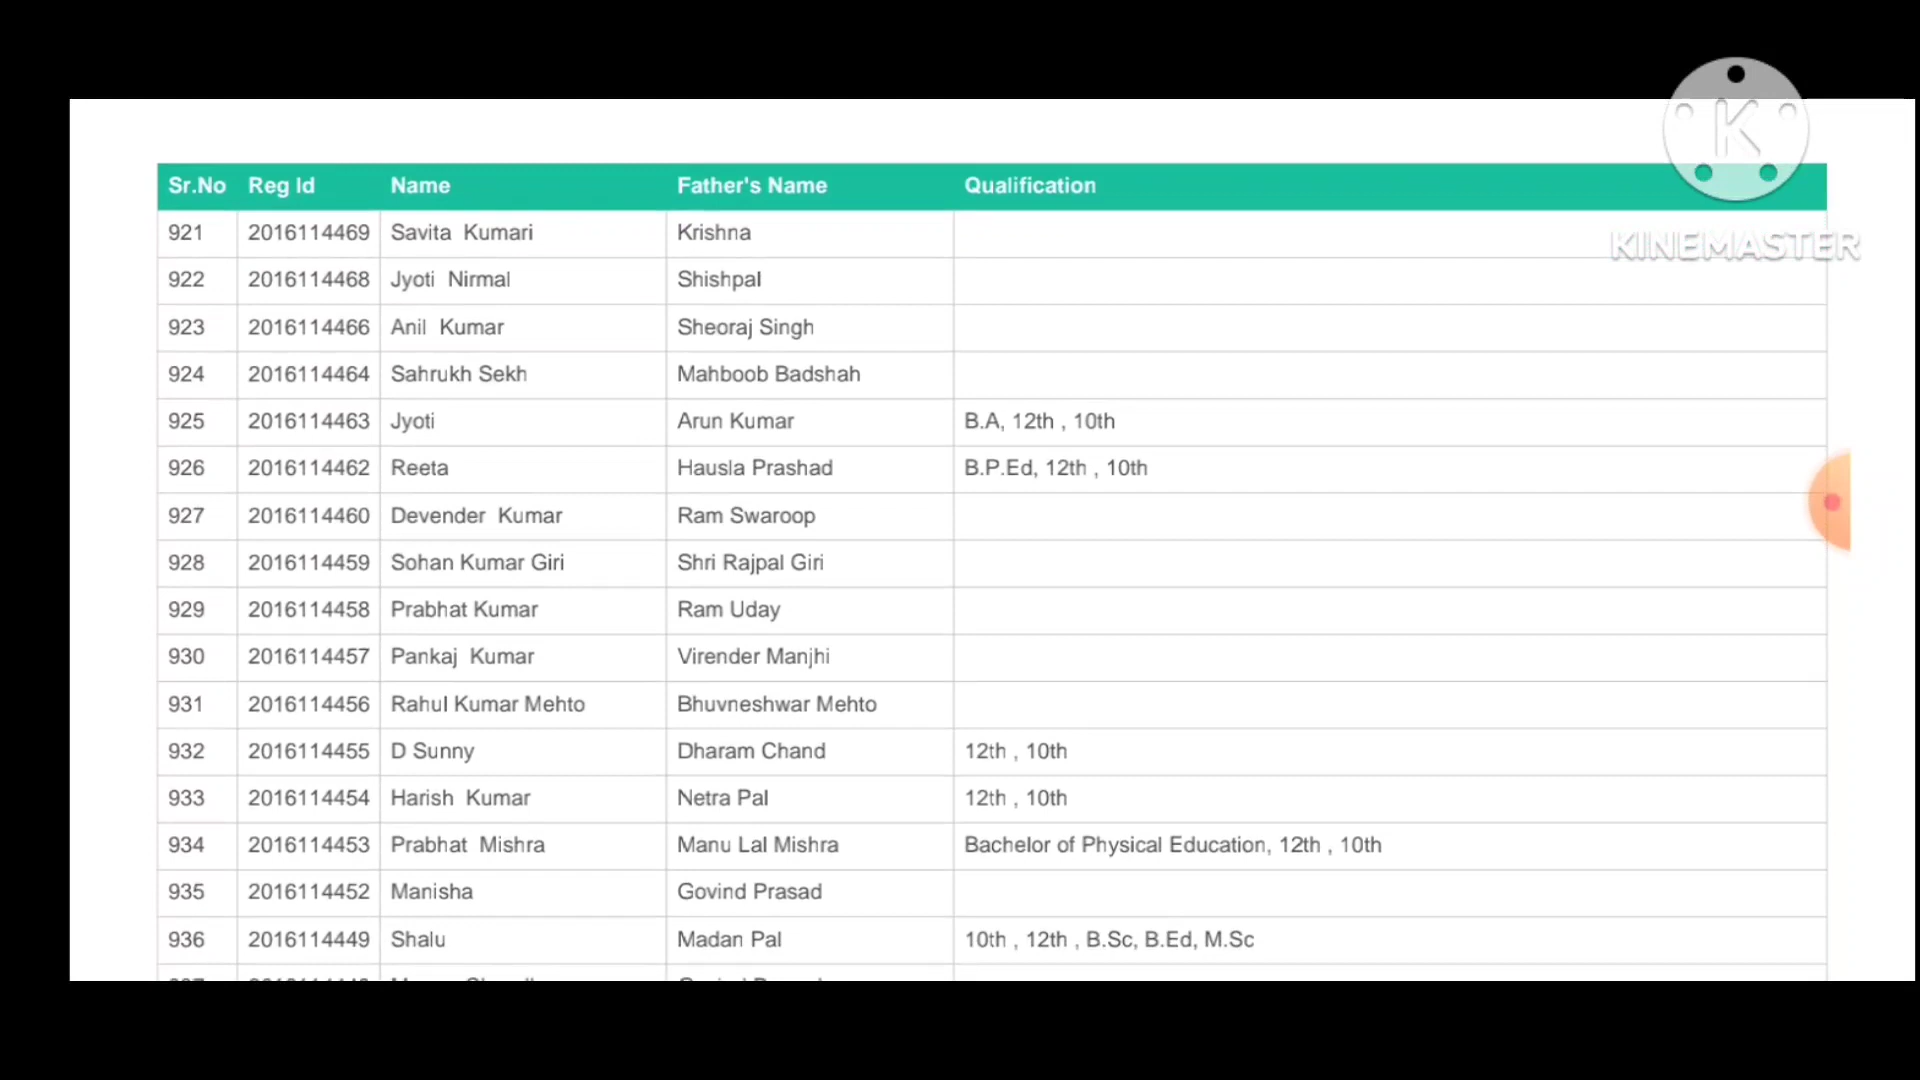 K
KINEMASTER
Sr.No Reg Id Name Father's Name Qualification
921 2016114469 Savita Kumari Krishna
922 2016114468 Jyoti Nirmal Shishpal
923 2016114466 Anil Kumar Sheoraj Singh
924 2016114464 Sahrukh Sekh Mahboob Badshah
925 2016114463 Jyoti Arun Kumar B.A, 12th , 10th
926 2016114462 Reeta Hausla Prashad B.P.Ed, 12th , 10th
927 2016114460 Devender Kumar Ram Swaroop
928 2016114459 Sohan Kumar Giri Shri Rajpal Giri
929 2016114458 Prabhat Kumar Ram Uday
930 2016114457 Pankaj Kumar Virender Manjhi
931 2016114456 Rahul Kumar Mehto Bhuvneshwar Mehto
932 2016114455 D Sunny Dharam Chand 12th , 10th
933 2016114454 Harish Kumar Netra Pal 12th , 10th
934 2016114453 Prabhat Mishra Manu Lal Mishra Bachelor of Physical Education, 12th , 10th
935 2016114452 Manisha Govind Prasad
936 2016114449 Shalu Madan Pal 10th , 12th , B.Sc, B.Ed, M.Sc